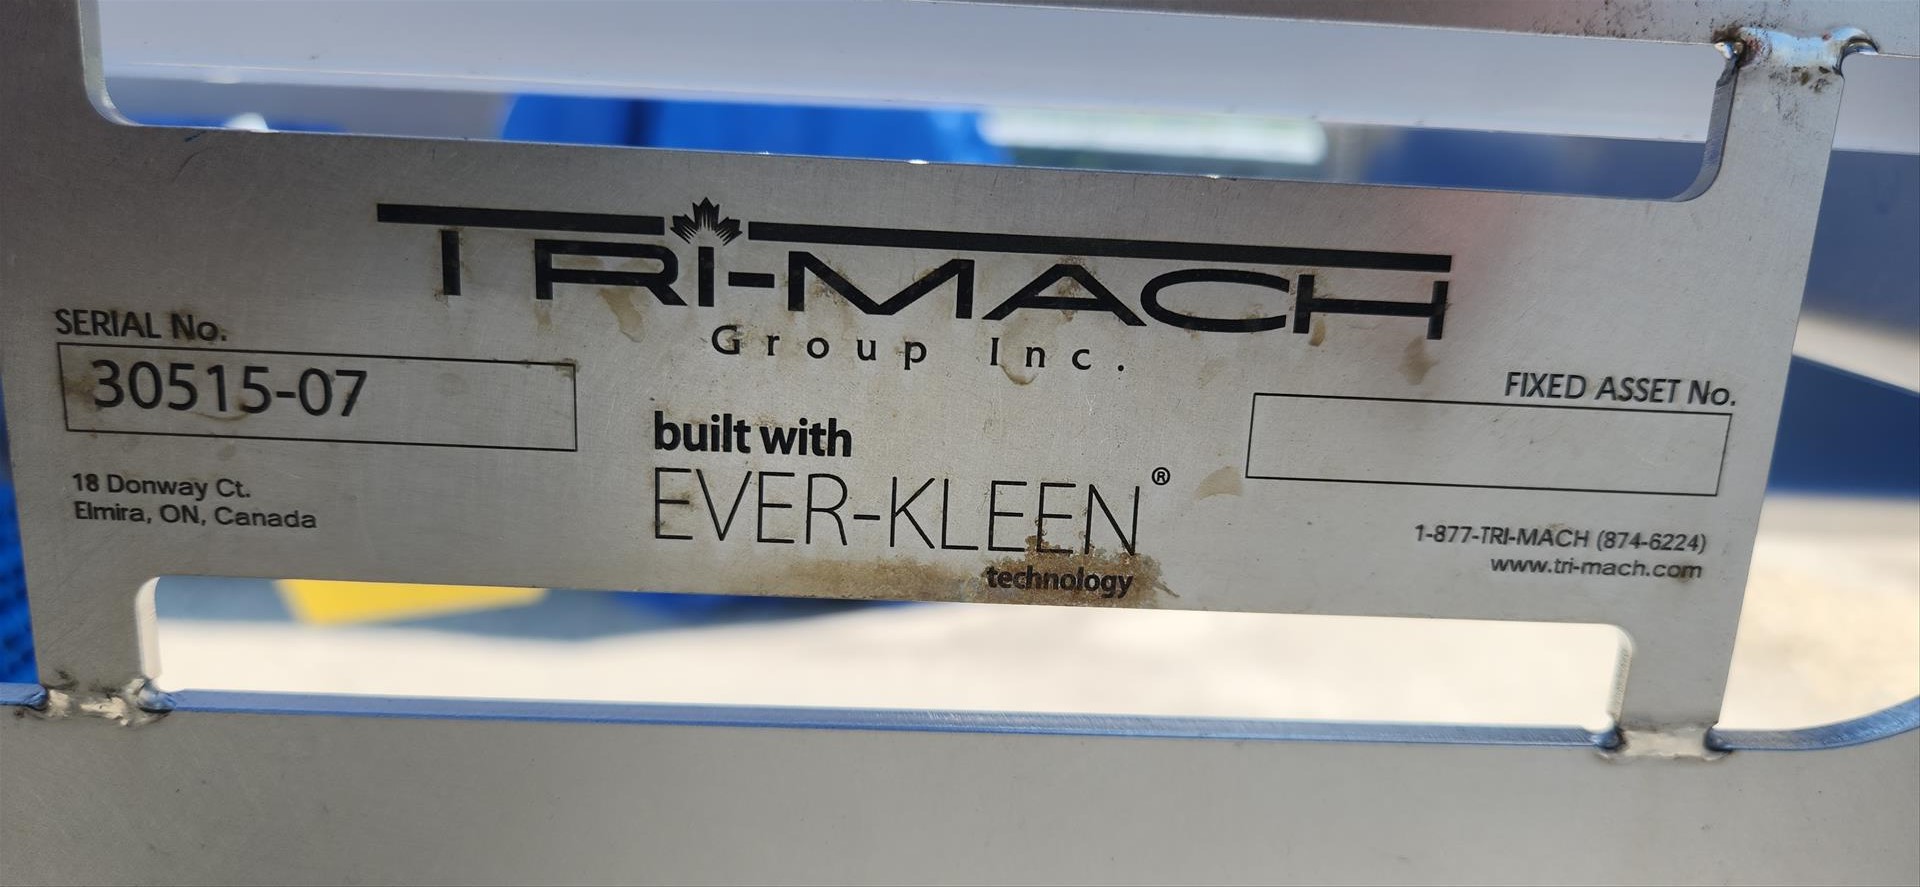 TRI-MACH
Group Inc.
SERIAL No.
30515-07
18 Donway Ct.
Elmira, ON, Canada
built with
EVER-KLEEN®
technology
FIXED ASSET No.
1-877-TRI-MACH (874-6224)
www.tri-mach.com